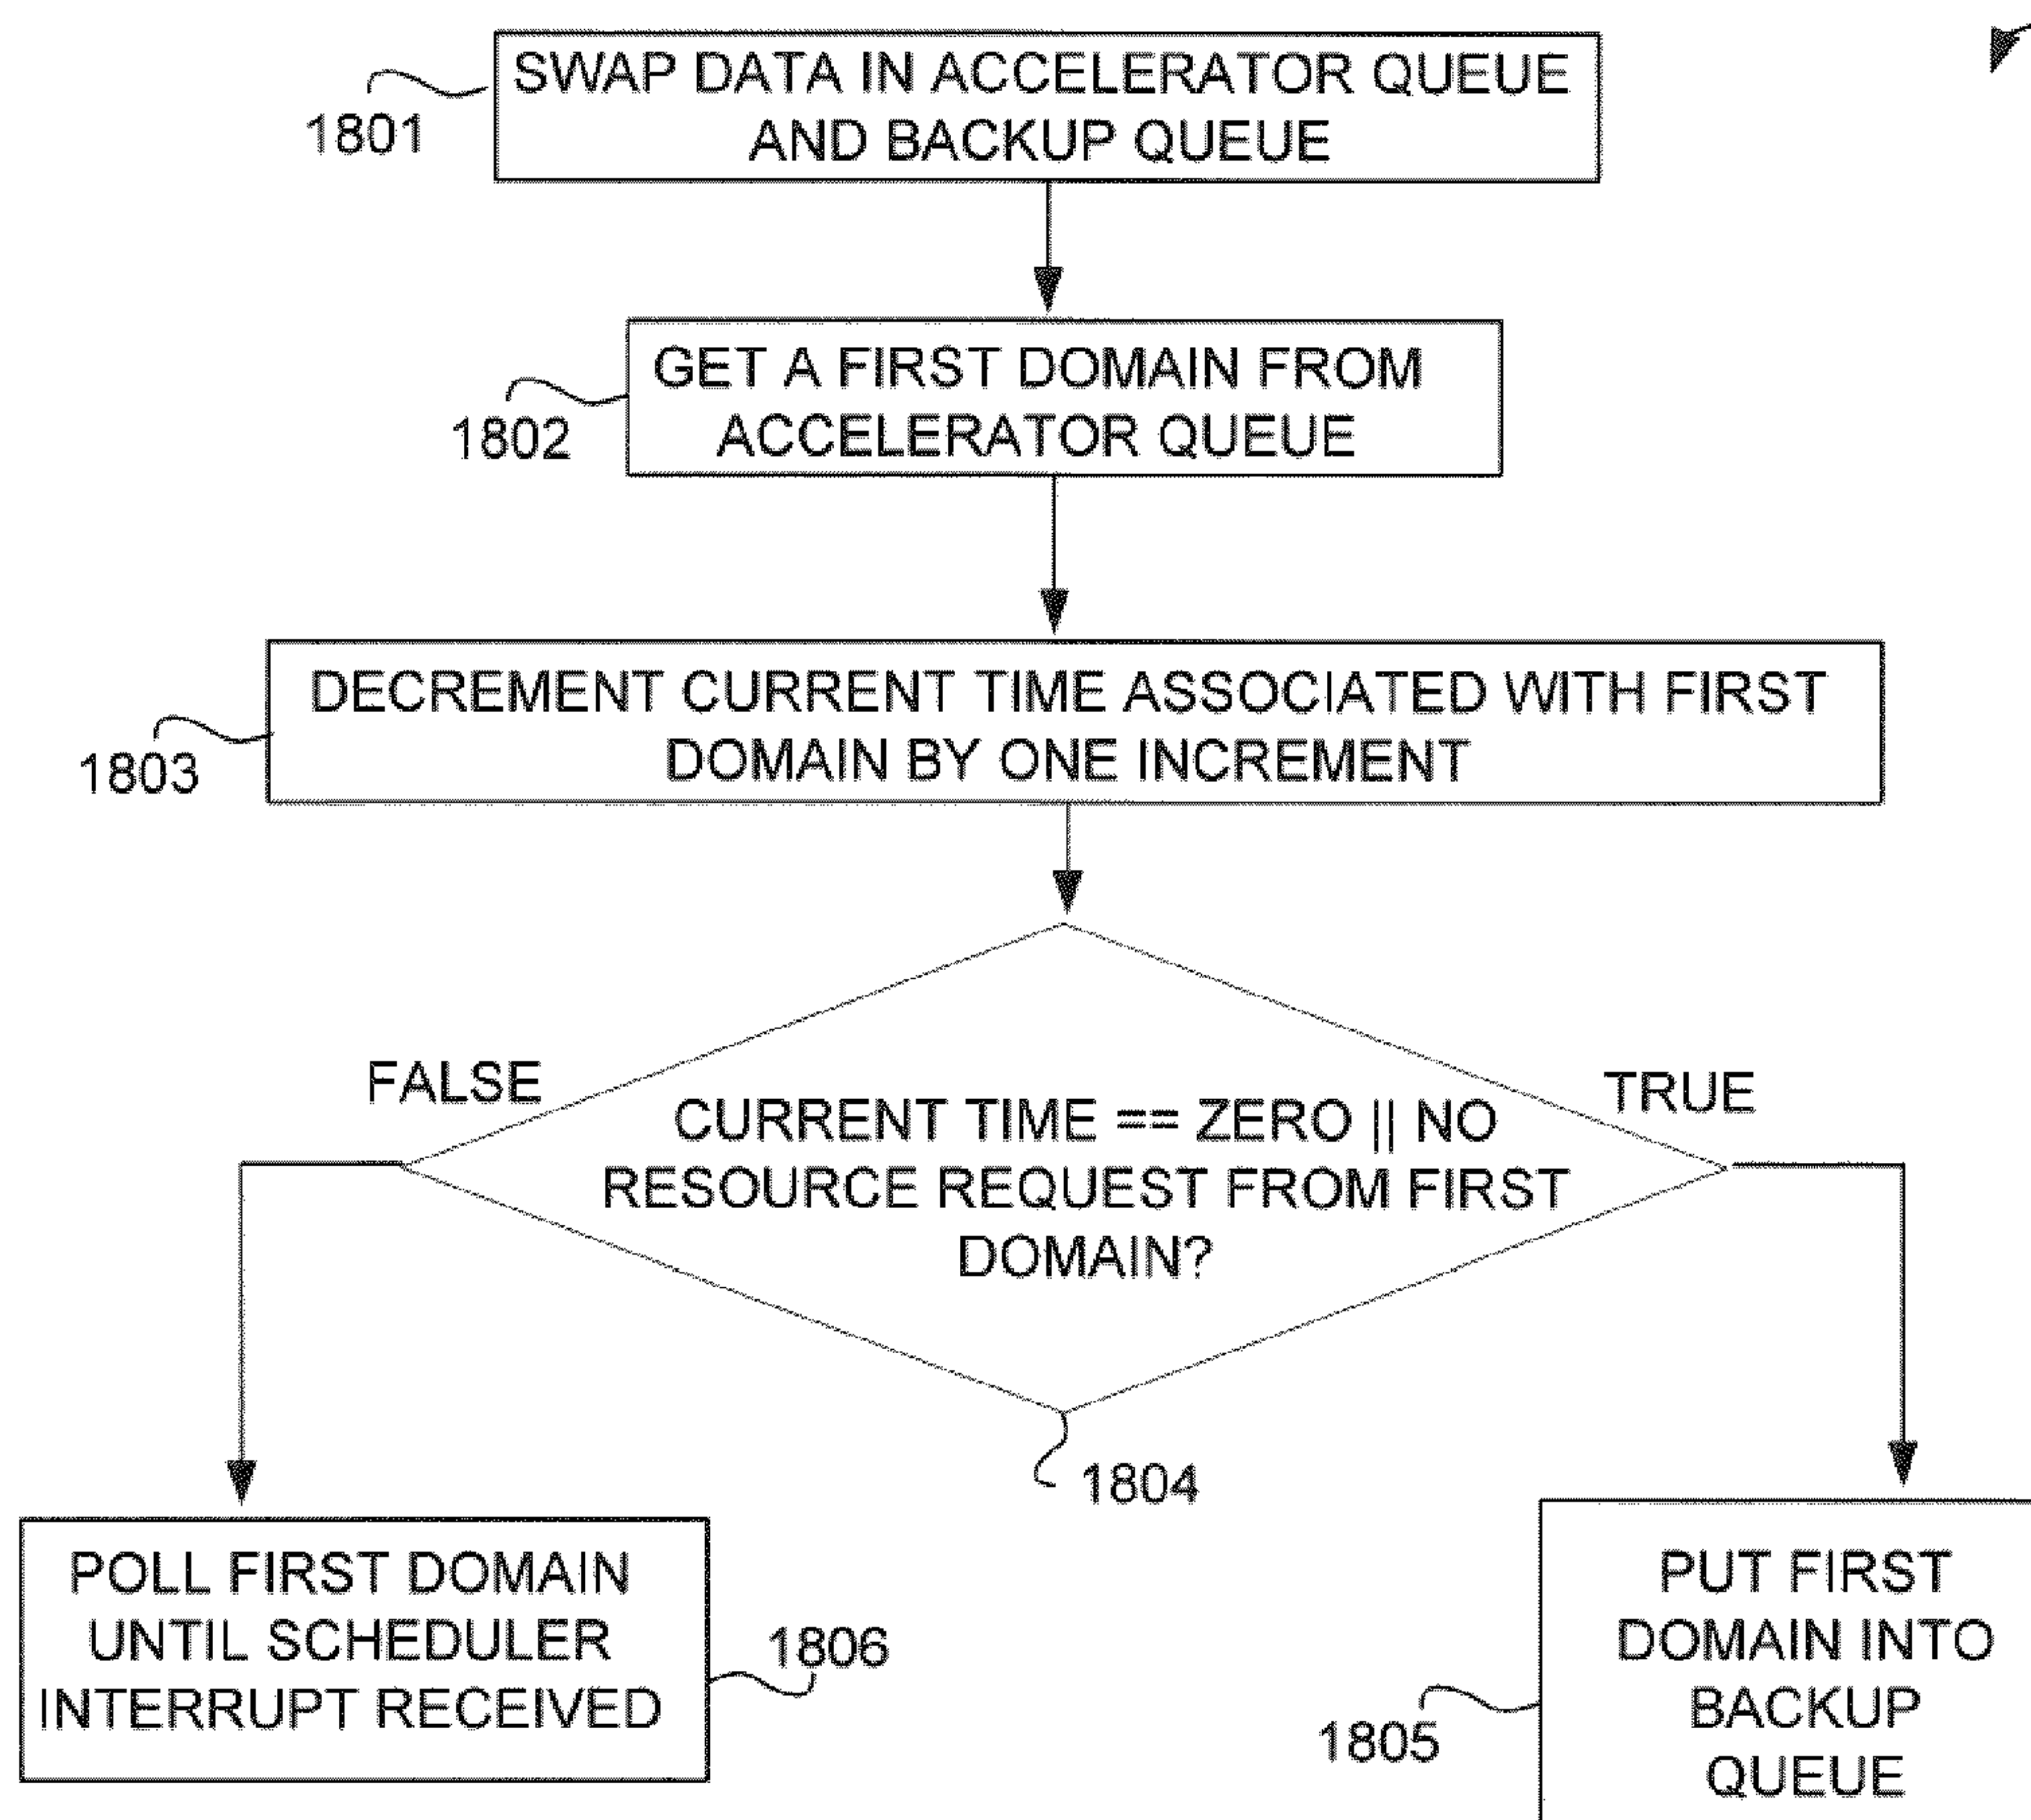 SWAP DATA IN ACCELERATOR QUEUE
AND BACKUP QUEUE
1801
GET A FIRST DOMAIN FROM
ACCELERATOR QUEUE
1802
DECREMENT CURRENT TIME ASSOCIATED WITH FIRST
DOMAIN BY ONE INCREMENT
1803
FALSE
TRUE
CURRENT TIME == ZERO || NO
RESOURCE REQUEST FROM FIRST
DOMAIN?
1804
POLL FIRST DOMAIN
UNTIL SCHEDULER
INTERRUPT RECEIVED
1806
PUT FIRST
DOMAIN INTO
BACKUP
QUEUE
1805